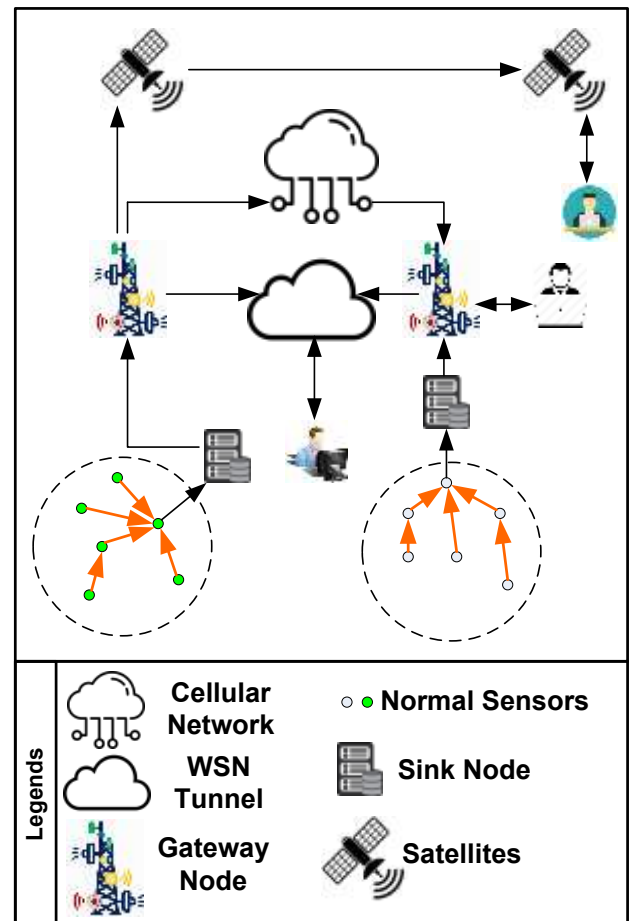 Legends
Cellular
Network
Normal Sensors
WSN
Tunnel
Sink Node
Gateway
Node
Satellites